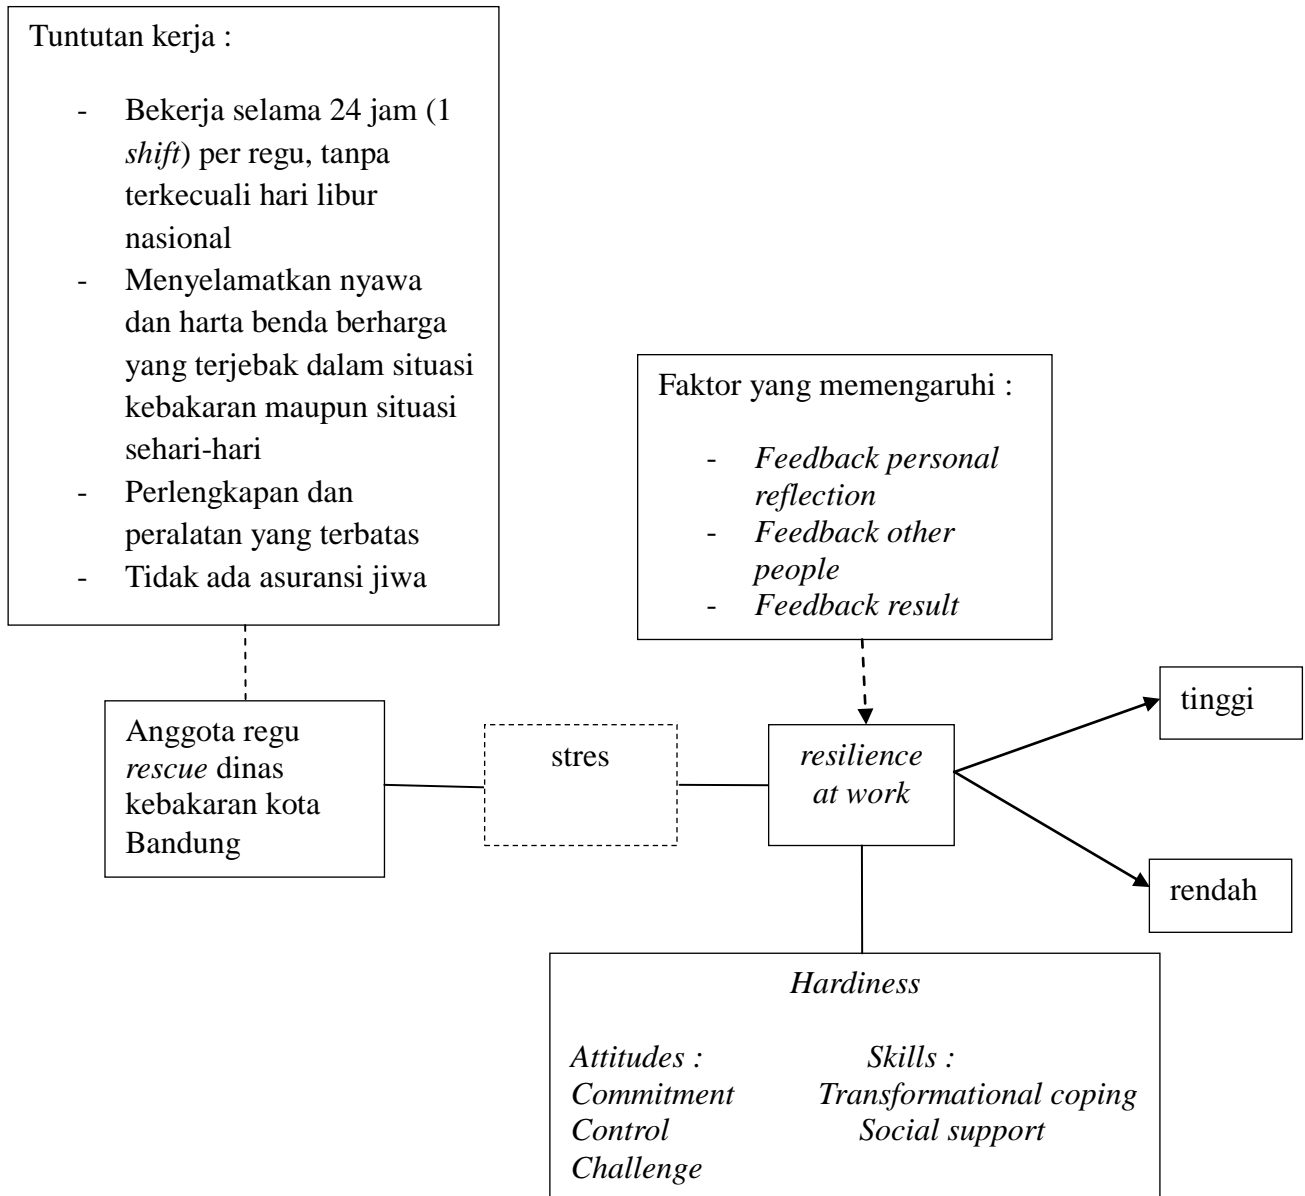 Tuntutan kerja :
- Bekerja selama 24 jam (1
shift) per regu, tanpa
terkecuali hari libur
nasional
- Menyelamatkan nyawa
dan harta benda berharga
yang terjebak dalam situasi
kebakaran maupun situasi
sehari-hari
- Perlengkapan dan
peralatan yang terbatas
- Tidak ada asuransi jiwa
Faktor yang memengaruhi :
- Feedback personal
reflection
- Feedback other
people
- Feedback result
Anggota regu
rescue dinas
kebakaran kota
Bandung
stres
resilience
at work
tinggi
rendah
Hardiness
Attitudes : Skills :
Commitment Transformational coping
Control Social support
Challenge